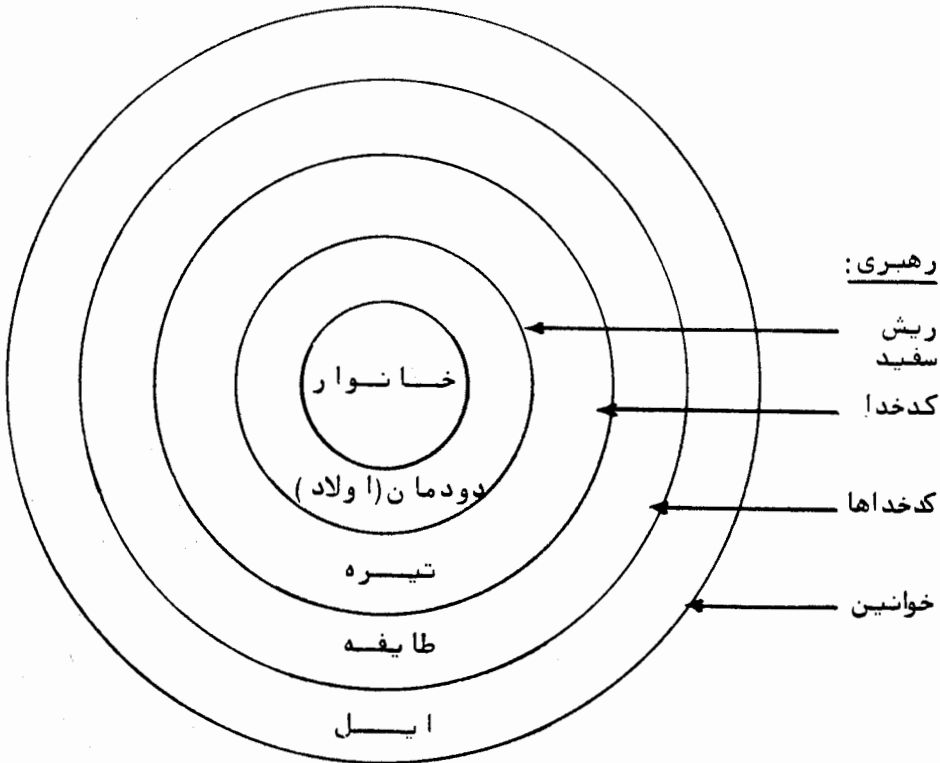 رهبری:
ریش
سفید
کدخدا
کدخداها
خوانین
خانوار
دودمان(اولاد)
تیره
طایفه
ایل